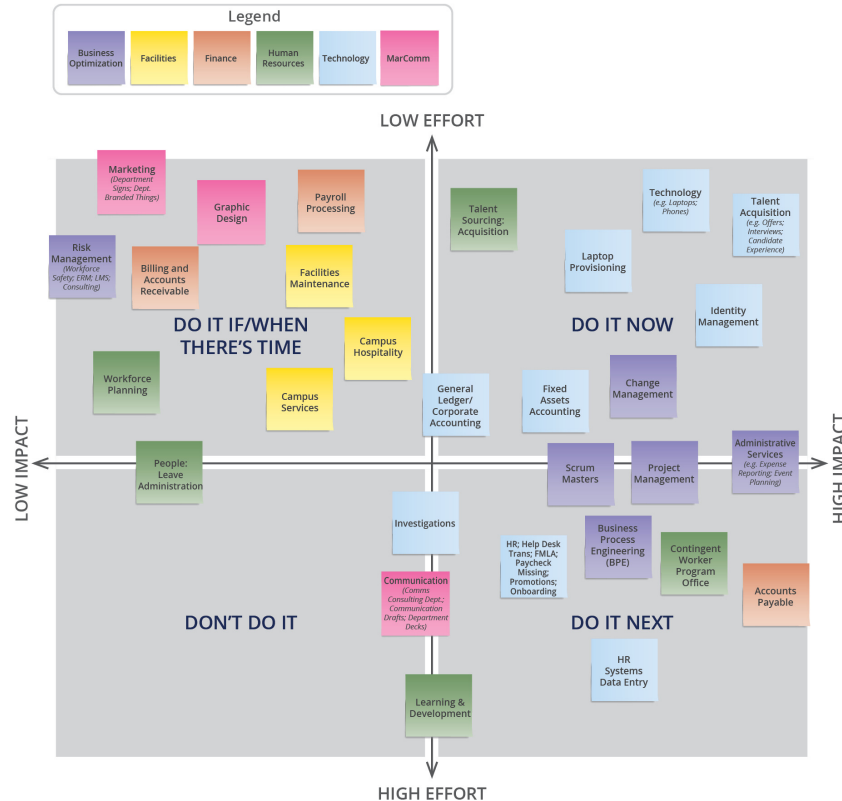 Legend
Business
Optimization
Facilities
Finance
Human
Resources
Technology
MarComm
LOW EFFORT
Marketing
(Department
Signs; Dept.
Branded Things)
Graphic
Design
Payroll
Processing
Talent
Sourcing:
Acquisition
Technology
(e.g. Laptops;
Phones)
Talent
Acquisition
(e.g. Offers;
Interviews;
Candidate
Experience)
Risk
Management
(Workforce
Safety; ERM; LMS;
Consulting)
Billing and
Accounts
Receivable
Facilities
Maintenance
Laptop
Provisioning
Identity
Management
DO IT IF/WHEN
THERE'S TIME
DO IT NOW
Campus
Hospitality
Workforce
Planning
Campus
Services
General
Ledger/
Corporate
Accounting
Fixed
Assets
Accounting
Change
Management
LOW IMPACT
HIGH IMPACT
People:
Leave
Administration
Scrum
Masters
Project
Management
Administrative
Services
(e.g. Expense
Reporting; Event
Planning)
Investigations
HR; Help Desk
Trans; FMLA;
Paycheck
Missing;
Promotions;
Onboarding
Business
Process
Engineering
(BPE)
Contingent
Worker
Program
Office
Accounts
Payable
Communication
(Comms
Consulting Dept.;
Communication
Drafts; Department
Decks)
DON'T DO IT
DO IT NEXT
HR
Systems
Data Entry
Learning &
Development
HIGH EFFORT